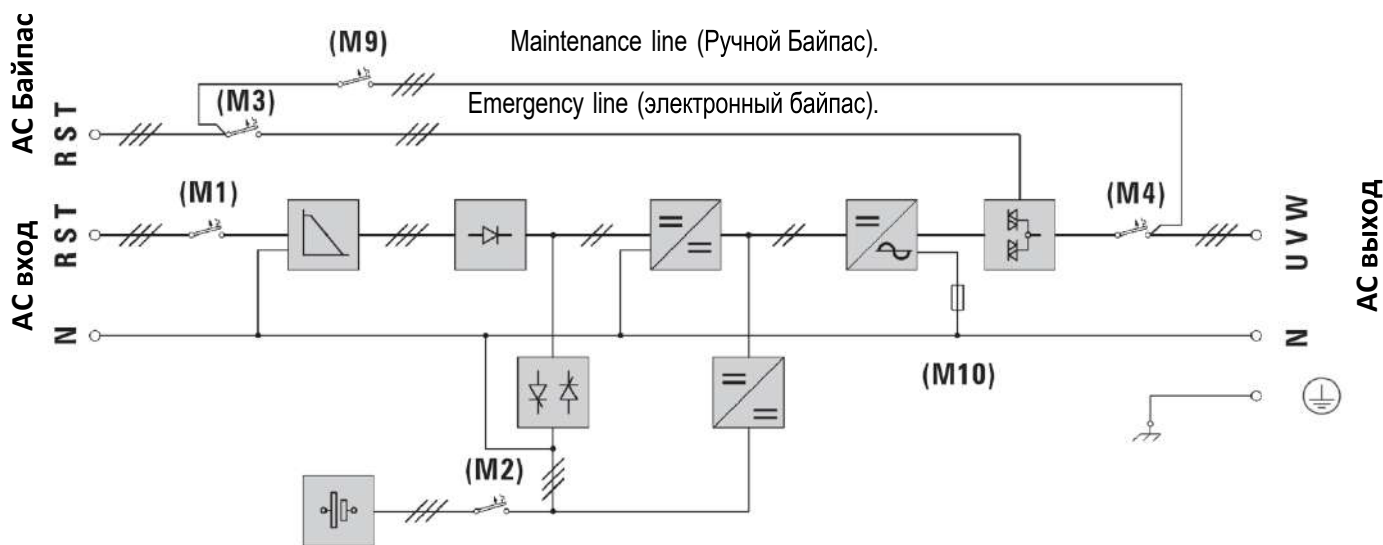 АС Байпас
R S T
(M9)
Maintenance line (Ручной Байпас).
(M3)
Emergency line (электронный байпас).
АС вход
R S T
(M1)
(M4)
U V W
АС выход
N
(M10)
N
(M2)